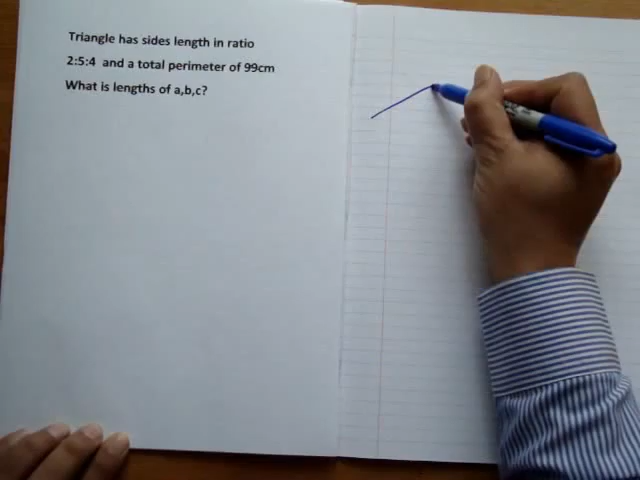 Triangle has sides length in ratio
2:5:4 and a total perimeter of 99cm
What is lengths of a,b,c?